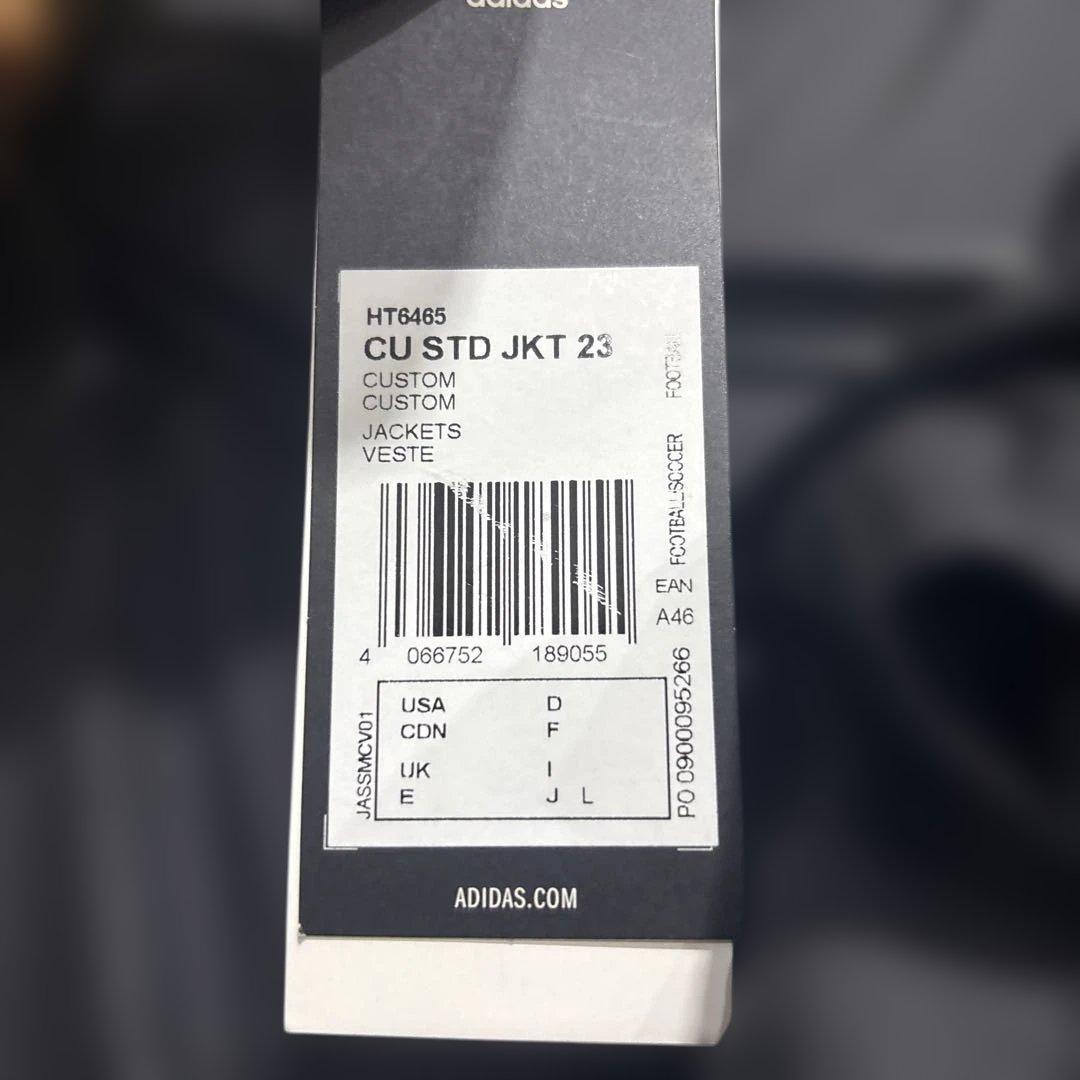 adidas
HT6465
CU STD JKT 23
CUSTOM
CUSTOM
JACKETS
VESTE
FOOTBALL
FOOTBALL/SOCCER
EAN
A46
4 066752 189055
JASSMCV01
USA D
CDN F
UK I
E J L
PO 0900095266
ADIDAS.COM